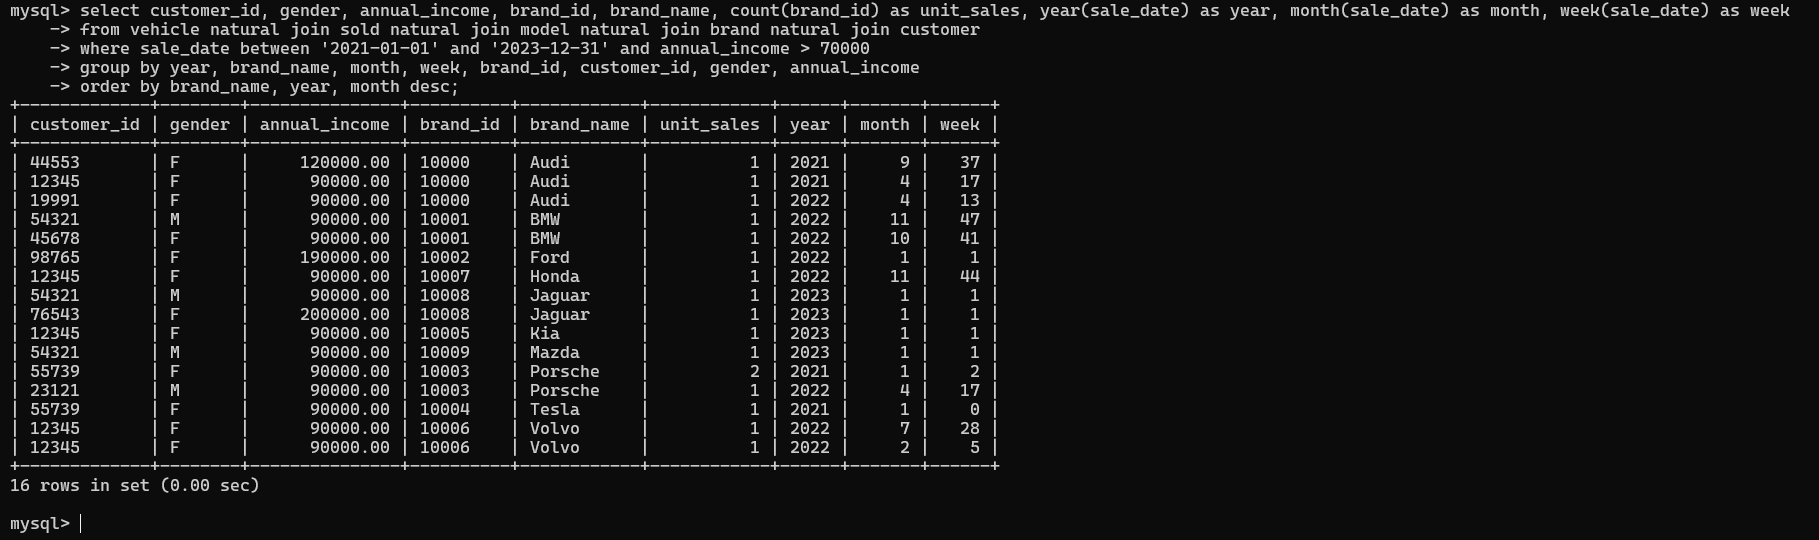 mysql> select customer_id, gender, annual_income, brand_id, brand_name, count(brand_id) as unit_sales, year(sale_date) as year, month(sale_date) as month, week(sale_date) as week
    -> from vehicle natural join sold natural join model natural join brand natural join customer
    -> where sale_date between '2021-01-01' and '2023-12-31' and annual_income > 70000
    -> group by year, brand_name, month, week, brand_id, customer_id, gender, annual_income
    -> order by brand_name, year, month desc;
+-------------+--------+---------------+----------+------------+------------+------+-------+------+
| customer_id | gender | annual_income | brand_id | brand_name | unit_sales | year | month | week |
+-------------+--------+---------------+----------+------------+------------+------+-------+------+
| 44553       | F      |     120000.00 | 10000    | Audi       |          1 | 2021 |     9 |   37 |
| 12345       | F      |      90000.00 | 10000    | Audi       |          1 | 2021 |     4 |   17 |
| 19991       | F      |      90000.00 | 10000    | Audi       |          1 | 2022 |     4 |   13 |
| 54321       | M      |      90000.00 | 10001    | BMW        |          1 | 2022 |    11 |   47 |
| 45678       | F      |      90000.00 | 10001    | BMW        |          1 | 2022 |    10 |   41 |
| 98765       | F      |     190000.00 | 10002    | Ford       |          1 | 2022 |     1 |    1 |
| 12345       | F      |      90000.00 | 10007    | Honda      |          1 | 2022 |    11 |   44 |
| 54321       | M      |      90000.00 | 10008    | Jaguar     |          1 | 2023 |     1 |    1 |
| 76543       | F      |     200000.00 | 10008    | Jaguar     |          1 | 2023 |     1 |    1 |
| 12345       | F      |      90000.00 | 10005    | Kia        |          1 | 2023 |     1 |    1 |
| 54321       | M      |      90000.00 | 10009    | Mazda      |          1 | 2023 |     1 |    1 |
| 55739       | F      |      90000.00 | 10003    | Porsche    |          2 | 2021 |     1 |    2 |
| 23121       | M      |      90000.00 | 10003    | Porsche    |          1 | 2022 |     4 |   17 |
| 55739       | F      |      90000.00 | 10004    | Tesla      |          1 | 2021 |     1 |    0 |
| 12345       | F      |      90000.00 | 10006    | Volvo      |          1 | 2022 |     7 |   28 |
| 12345       | F      |      90000.00 | 10006    | Volvo      |          1 | 2022 |     2 |    5 |
+-------------+--------+---------------+----------+------------+------------+------+-------+------+
16 rows in set (0.00 sec)
mysql>